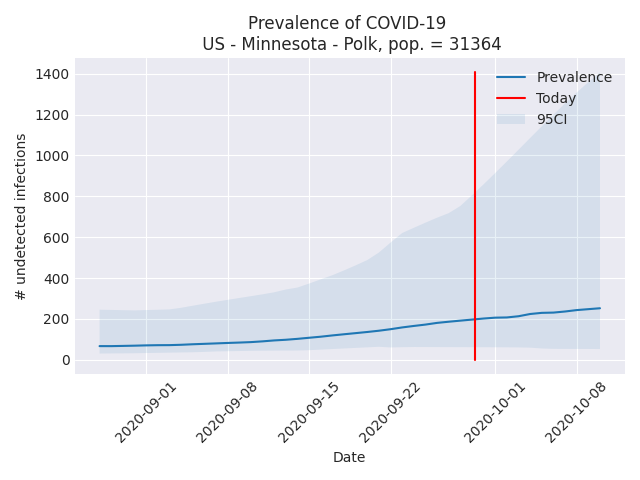 Prevalence of COVID-19
US - Minnesota - Polk, pop. = 31364
Prevalence
Today
95CI
1400
1200
1000
800
600
400
200
0
# undetected infections
2020-09-01
2020-09-08
2020-09-15
2020-09-22
2020-10-01
2020-10-08
Date